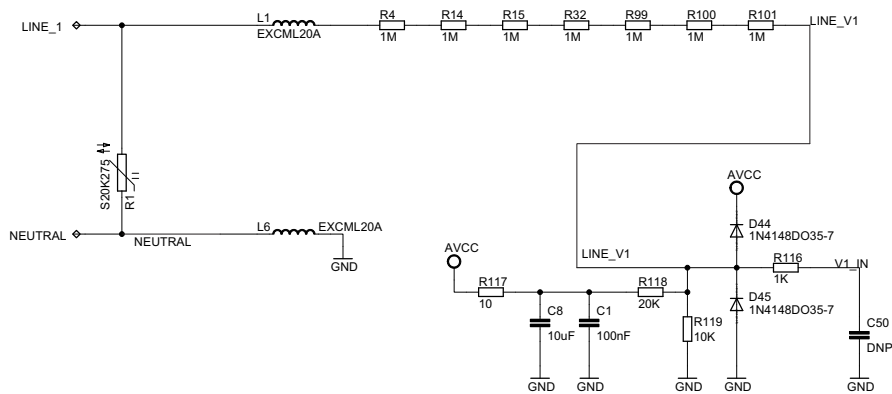 L1
R4 R14 R15 R32 R99 R100 R101
LINE_1
LINE_V1
EXCML20A
1M 1M 1M 1M 1M 1M 1M
S20K275
R1
AVCC
NEUTRAL
NEUTRAL
L6
EXCML20A
GND
D44
1N4148DO35-7
AVCC
LINE_V1
R116
V1_IN
1K
R117
10
R118
20K
D45
1N4148DO35-7
C8
10uF
C1
100nF
R119
10K
C50
DNP
GND GND GND GND GND